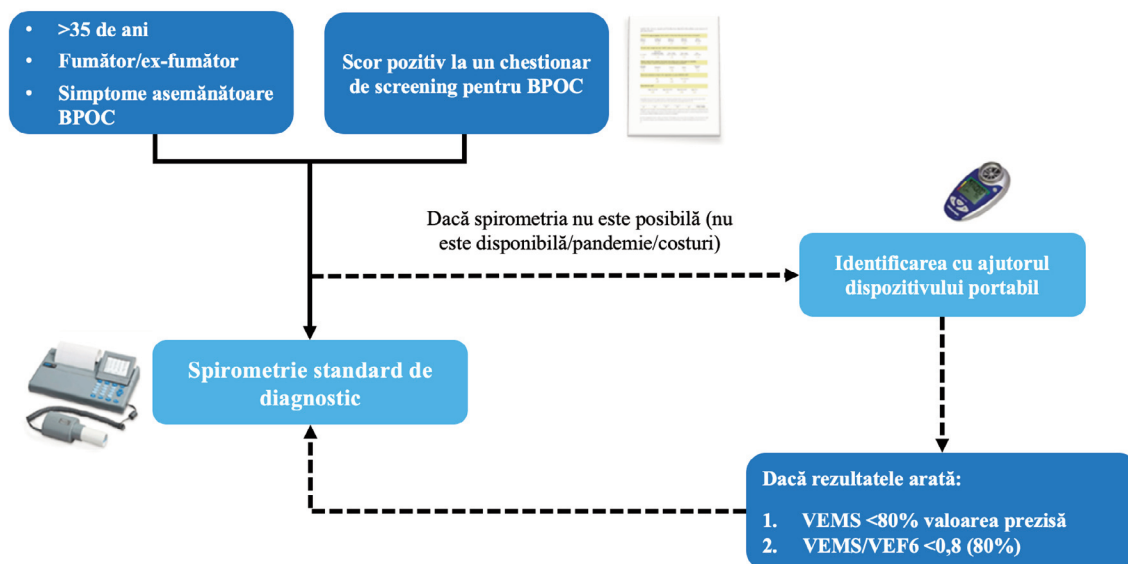 • >35 de ani
• Fumător/ex-fumător
• Simptome asemănătoare
BPOC
Scor pozitiv la un chestionar
de screening pentru BPOC
Dacă spirometria nu este posibilă (nu
este disponibilă/pandemie/costuri)
Identificarea cu ajutorul
dispozitivului portabil
Spirometrie standard de
diagnostic
Dacă rezultatele arată:
1. VEMS <80% valoarea prezisă
2. VEMS/VEF6 <0,8 (80%)